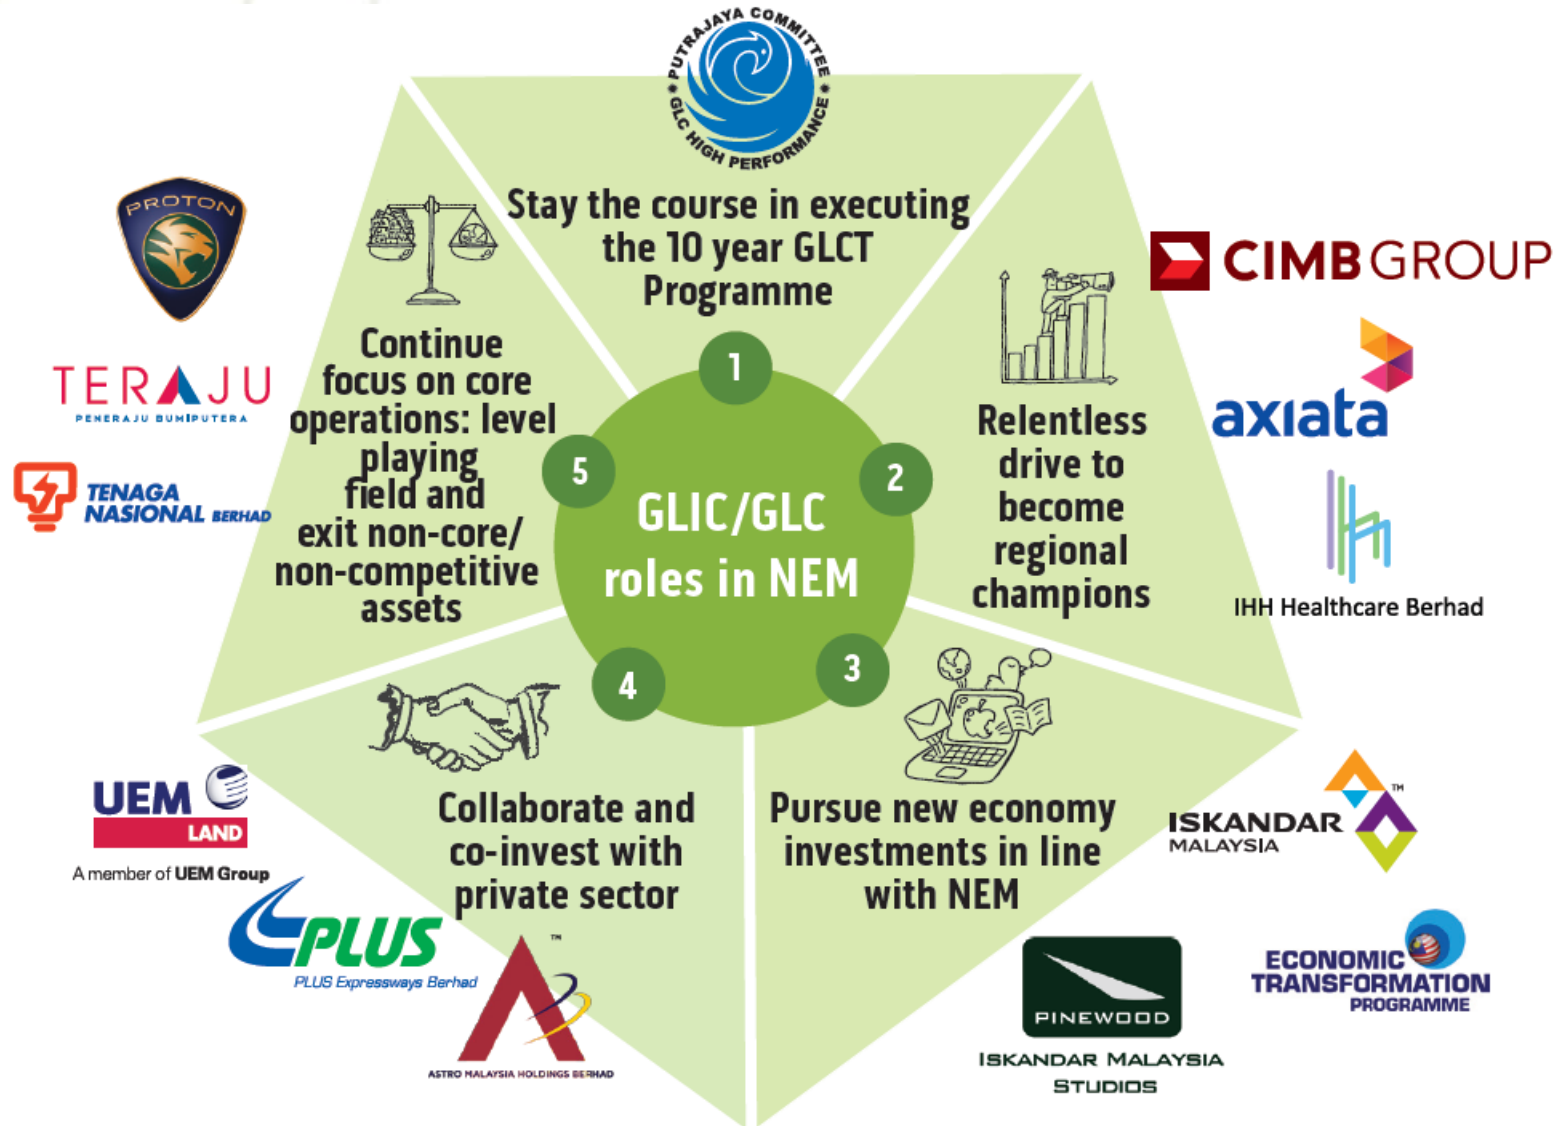 PUTRAJAYA COMMITTEE
GLC HIGH PERFORMANCE
Stay the course in executing
the 10 year GLCT
Programme
1
GLIC/GLC
roles in NEM
2
Relentless
drive to
become
regional
champions
CIMB GROUP
axiata
IHH Healthcare Berhad
3
Pursue new economy
investments in line
with NEM
ISKANDAR
MALAYSIA
TM
ECONOMIC
TRANSFORMATION
PROGRAMME
PINEWOOD
ISKANDAR MALAYSIA
STUDIOS
4
Collaborate and
co-invest with
private sector
UEM
LAND
A member of UEM Group
PLUS
PLUS Expressways Berhad
TM
ASTRO MALAYSIA HOLDINGS BERHAD
5
Continue
focus on core
operations: level
playing
field and
exit non-core/
non-competitive
assets
PROTON
TERAJU
PENERAJU BUMIPUTERA
TENAGA
NASIONAL BERHAD